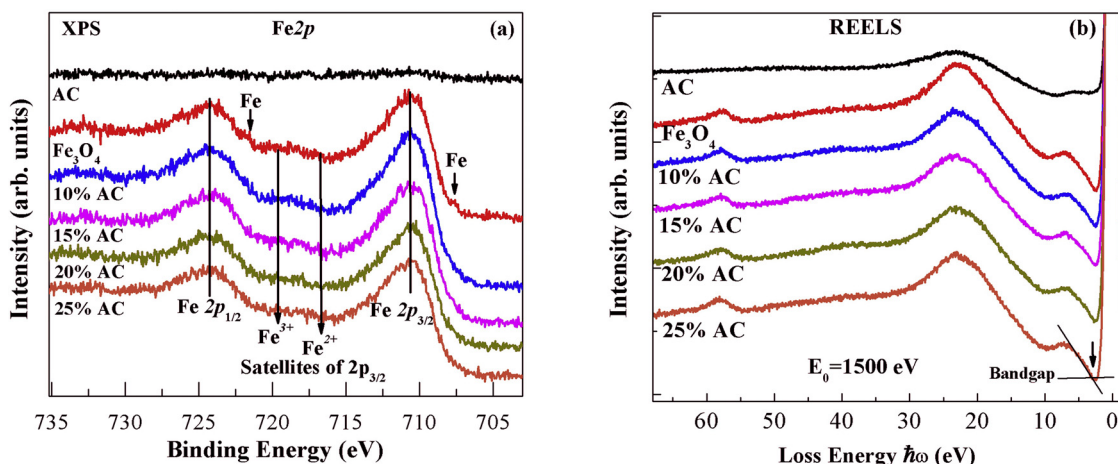 XPS Fe2p (a)
AC
Fe
Fe₃O₄
Fe
10% AC
15% AC
20% AC
25% AC
Fe 2p₁/₂
Fe 2p₃/₂
Fe³⁺
Fe²⁺
Satellites of 2p₃/₂
Intensity (arb. units)
735 730 725 720 715 710 705
Binding Energy (eV)
REELS (b)
AC
Fe₃O₄
10% AC
15% AC
20% AC
25% AC
E₀=1500 eV
Bandgap
Intensity (arb. units)
60 50 40 30 20 10 0
Loss Energy ℏω (eV)